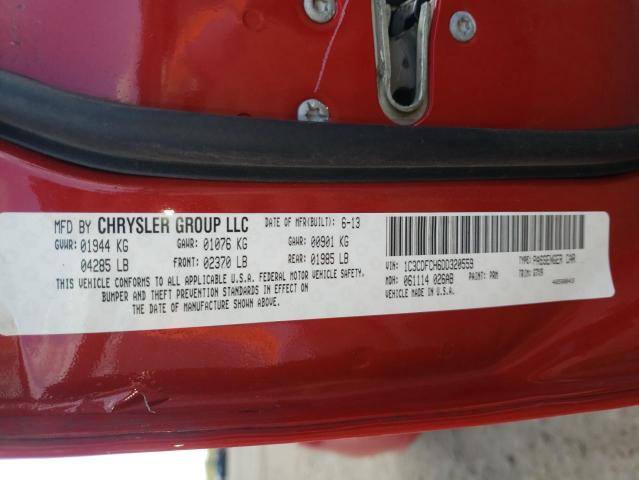 MFD BY CHRYSLER GROUP LLC DATE OF MFR(BUILT): 6-13
GVWR: 01944 KG GAWR: 01076 KG GAWR: 00901 KG
04285 LB FRONT: 02370 LB REAR: 01985 LB
THIS VEHICLE CONFORMS TO ALL APPLICABLE U.S.A. FEDERAL MOTOR VEHICLE SAFETY,
BUMPER AND THEFT PREVENTION STANDARDS IN EFFECT ON
THE DATE OF MANUFACTURE SHOWN ABOVE.
VIN: 1C3CDFCH6DD320559 TYPE: PASSENGER CAR
MDH: 061114 026AB PAINT: PRM TRIM:
VEHICLE MADE IN U.S.A.